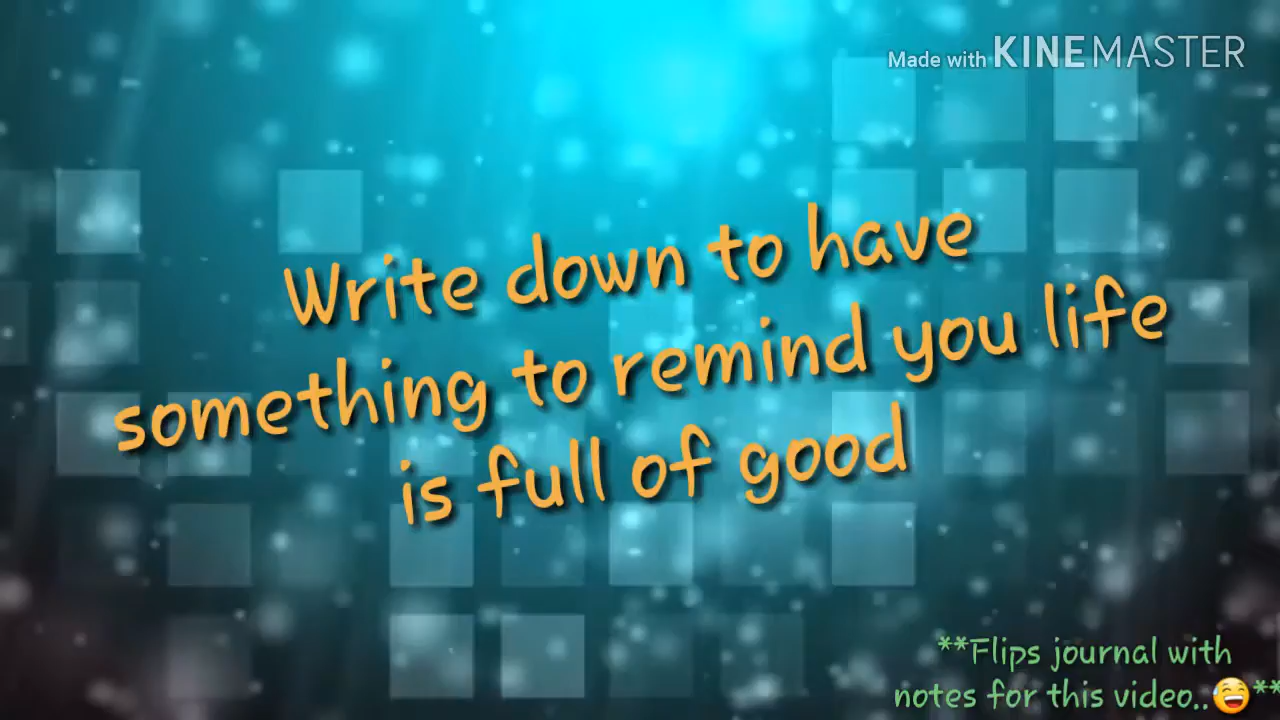 Made with KINEMASTER
Write down to have
something to remind you life
is full of good
**Flips journal with
notes for this video..😅**